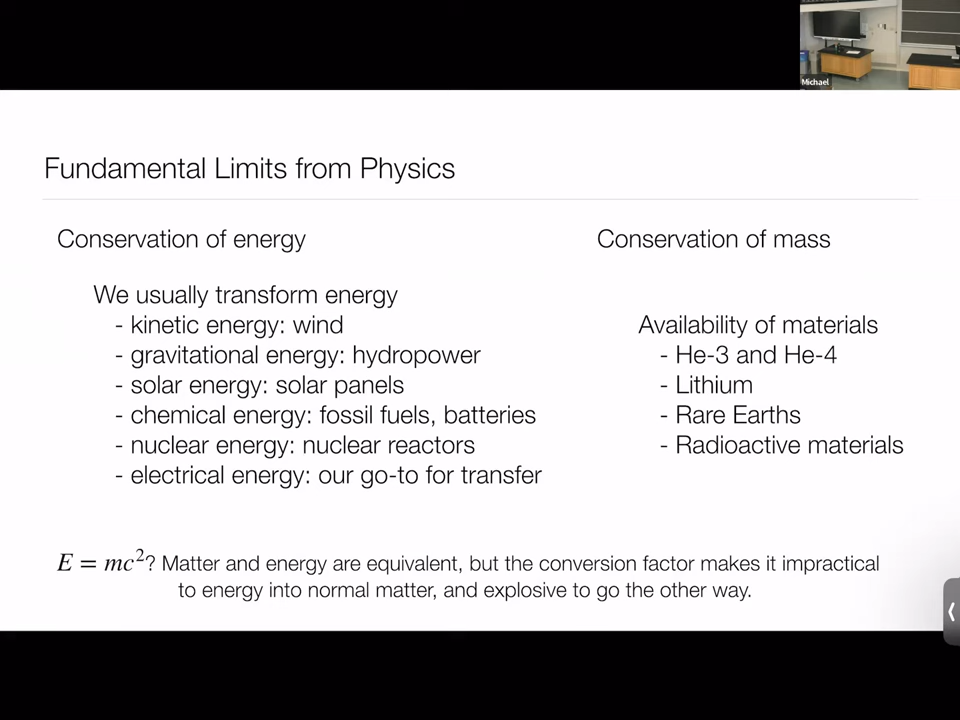 Michael
Fundamental Limits from Physics
Conservation of energy
We usually transform energy
- kinetic energy: wind
- gravitational energy: hydropower
- solar energy: solar panels
- chemical energy: fossil fuels, batteries
- nuclear energy: nuclear reactors
- electrical energy: our go-to for transfer
Conservation of mass
Availability of materials
- He-3 and He-4
- Lithium
- Rare Earths
- Radioactive materials
E = mc²? Matter and energy are equivalent, but the conversion factor makes it impractical
to energy into normal matter, and explosive to go the other way.